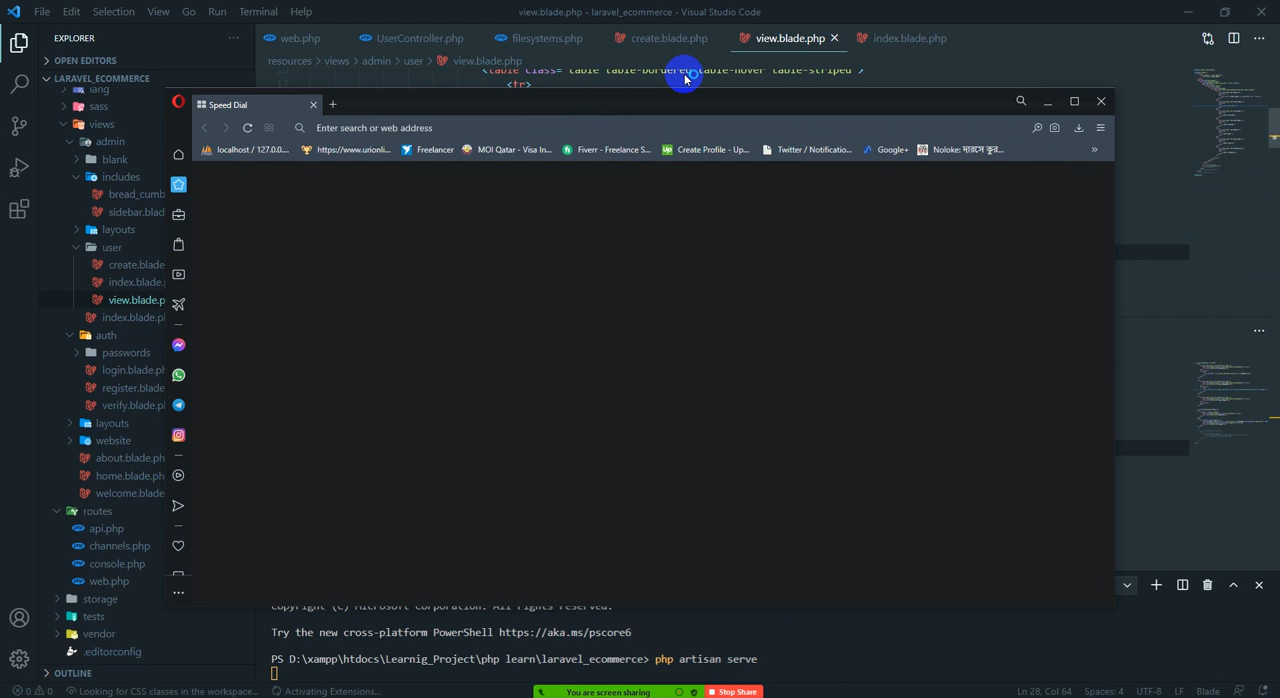 File Edit Selection View Go Run Terminal Help
view.blade.php - laravel_ecommerce - Visual Studio Code
EXPLORER
web.php
UserController.php
filesystems.php
create.blade.php
view.blade.php
index.blade.php
OPEN EDITORS
resources > views > admin > user > view.blade.php
LARAVEL_ECOMMERCE
<table class="table table-bordered table-hover table-striped">
17
<tr>
lang
sass
views
admin
blank
includes
bread_cumb
sidebar.blad
layouts
user
create.blade
index.blade.
view.blade.p
index.blade.p
auth
passwords
login.blade.ph
register.blade
verify.blade.p
layouts
website
about.blade.ph
home.blade.ph
welcome.blade
routes
api.php
channels.php
console.php
web.php
storage
tests
vendor
.editorconfig
OUTLINE
Speed Dial
Enter search or web address
localhost / 127.0.0....
https://www.urionli...
Freelancer
MOI Qatar - Visa In...
Fiverr - Freelance S...
Create Profile - Up...
Twitter / Notificatio...
Google+
Noloke: দারসে কুর...
»
Copyright (C) Microsoft Corporation. All rights reserved.
Try the new cross-platform PowerShell https://aka.ms/pscore6
PS D:\xampp\htdocs\Learnig_Project\php learn\laravel_ecommerce> php artisan serve
0 0 Looking for CSS classes in the workspace... Activating Extensions...
You are screen sharing
Stop Share
Ln 28, Col 64 Spaces: 4 UTF-8 LF Blade